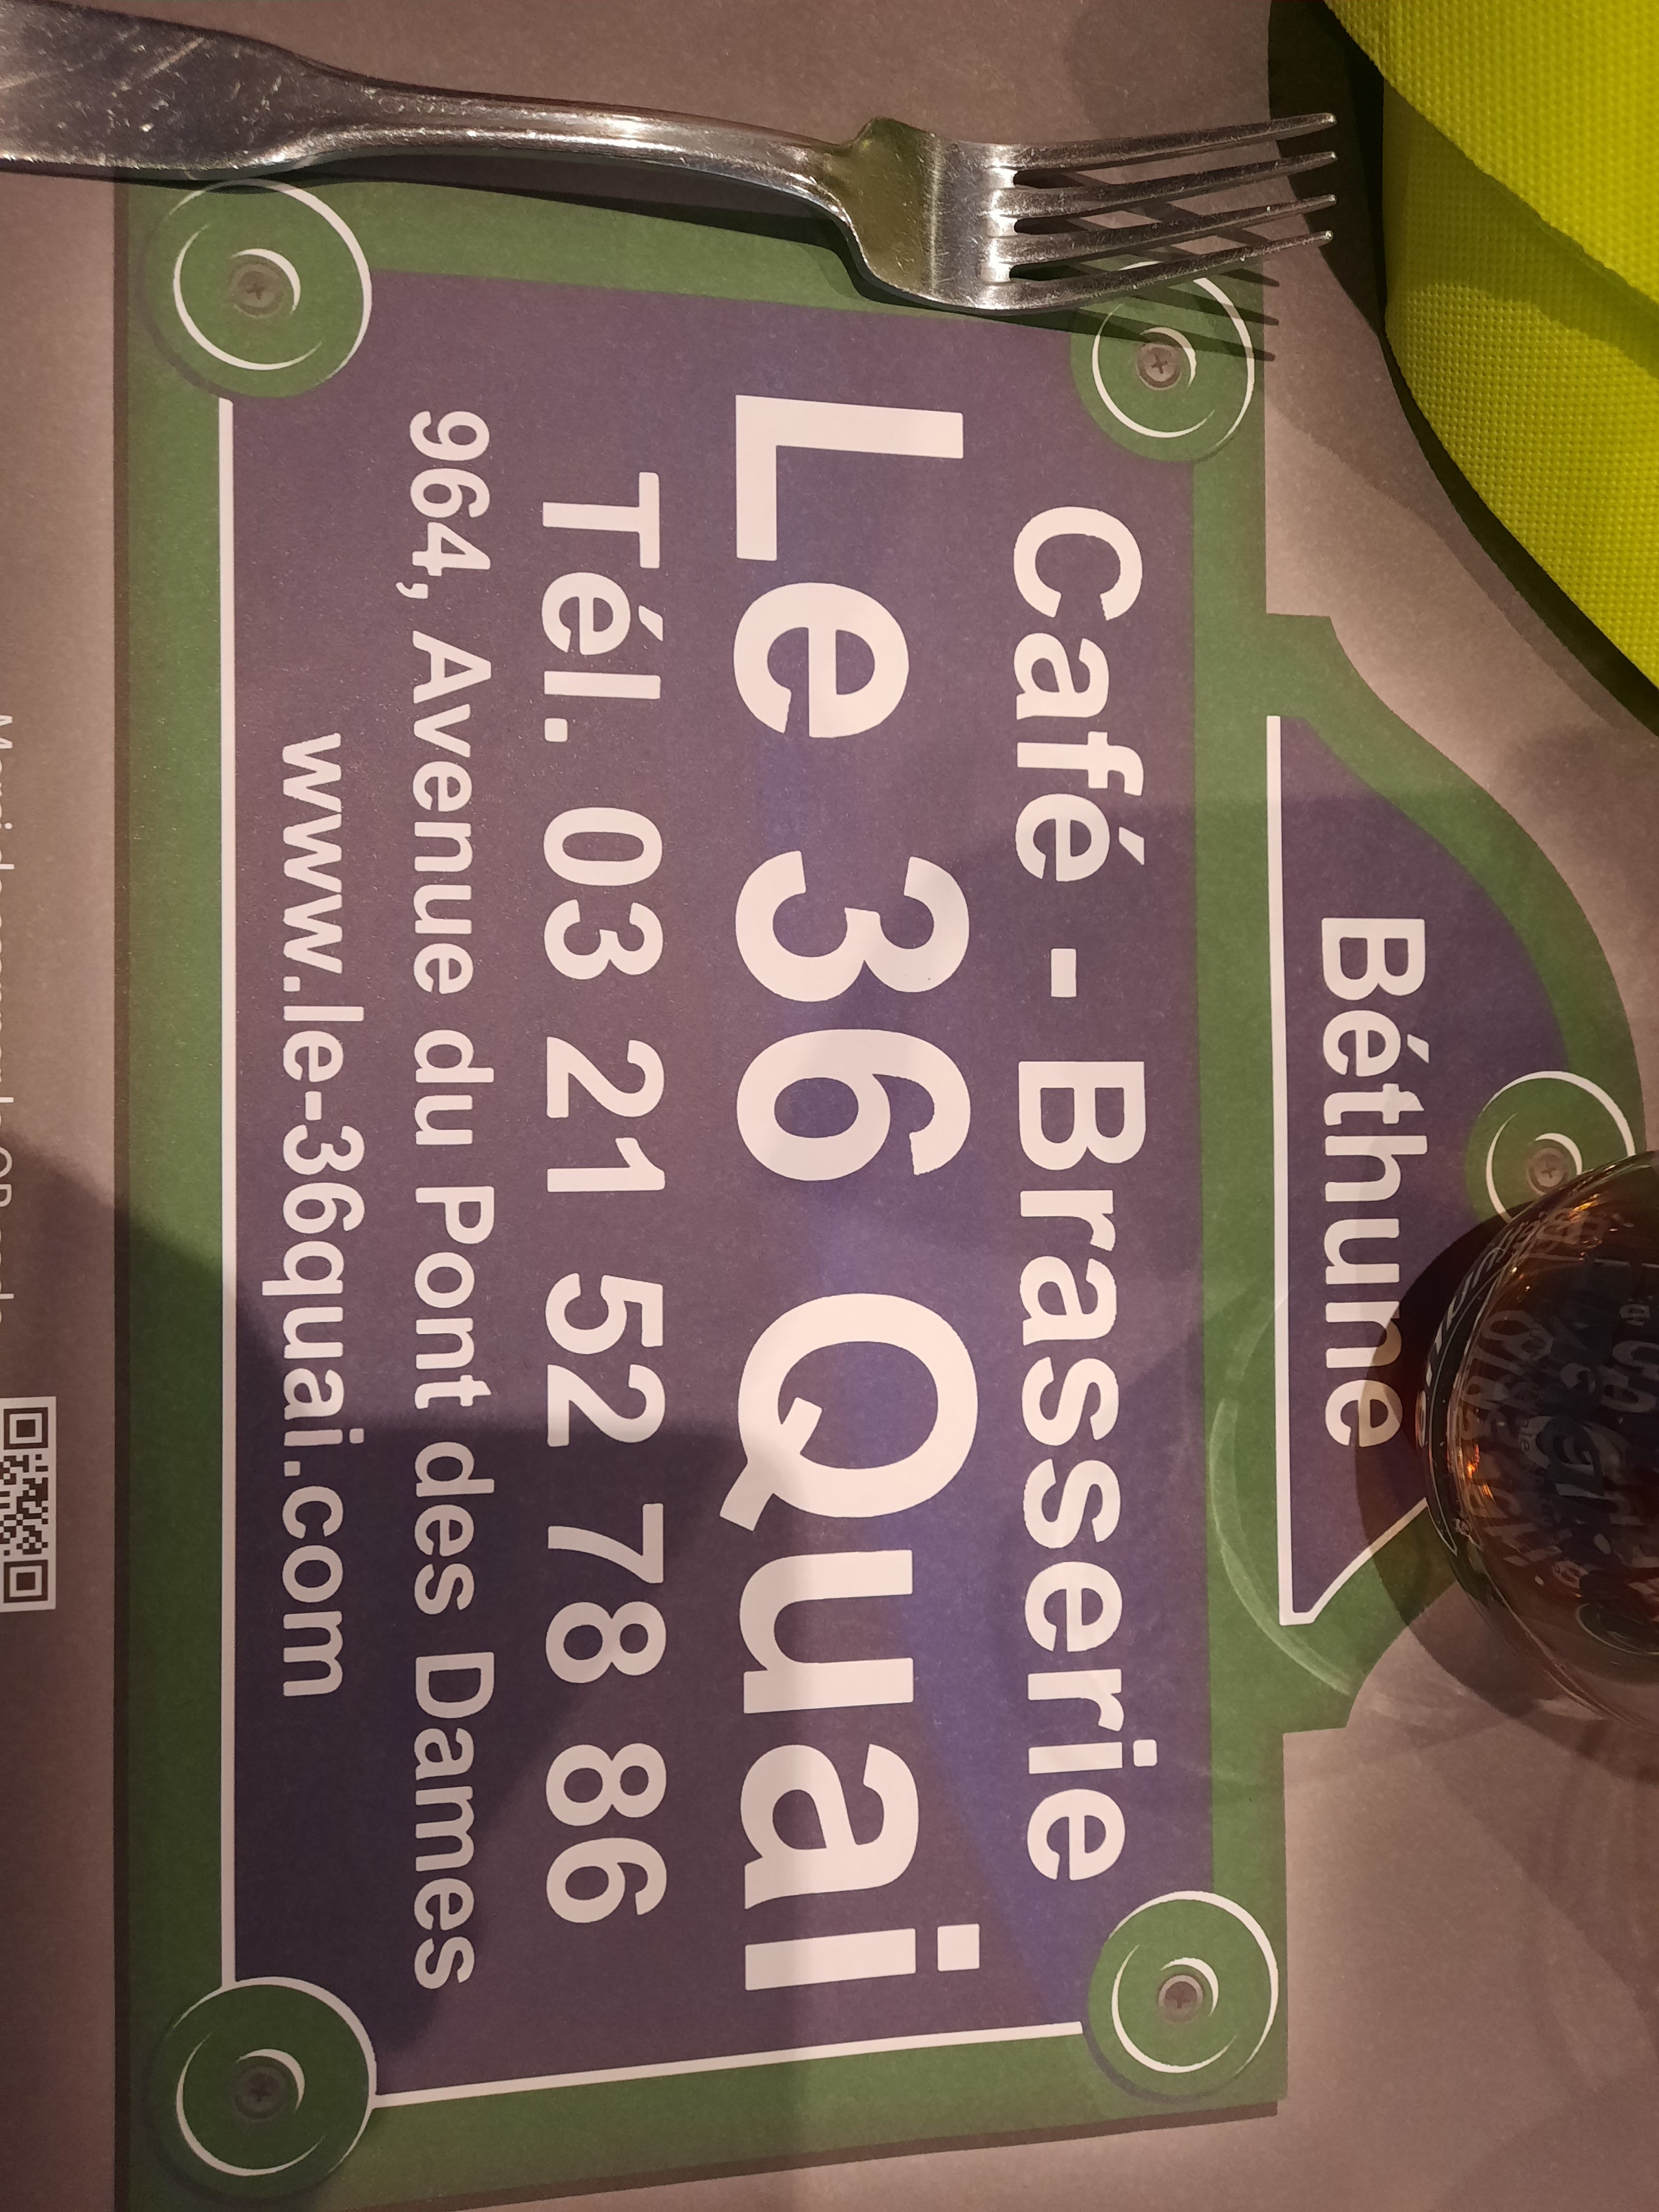 Béthune
Café - Brasserie
Le 36 Quai
Tél. 03 21 52 78 86
964, Avenue du Pont des Dames
www.le-36quai.com